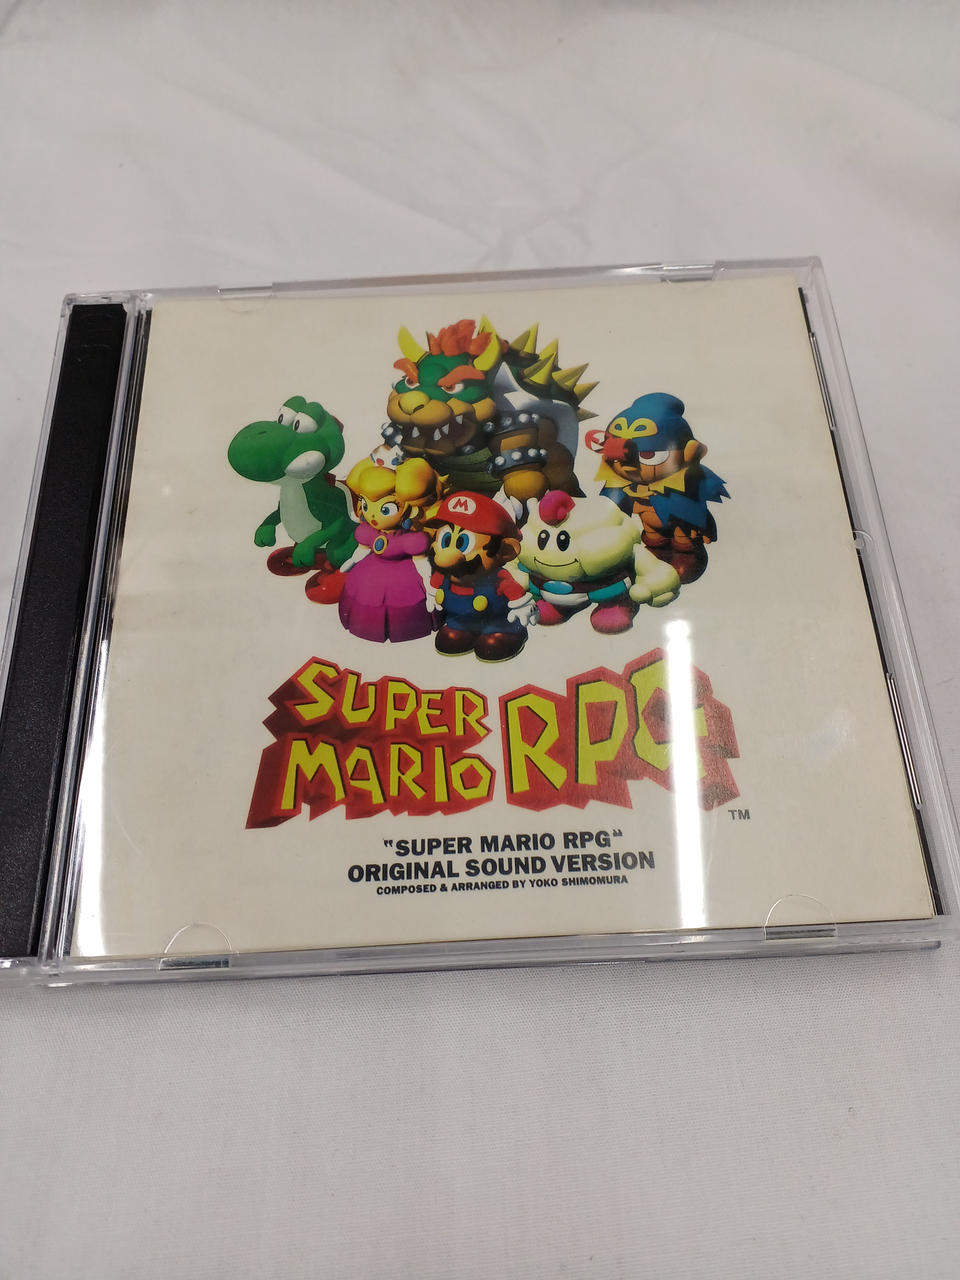 M
SUPER
MARIO RPG
TM
"SUPER MARIO RPG"
ORIGINAL SOUND VERSION
COMPOSED & ARRANGED BY YOKO SHIMOMURA